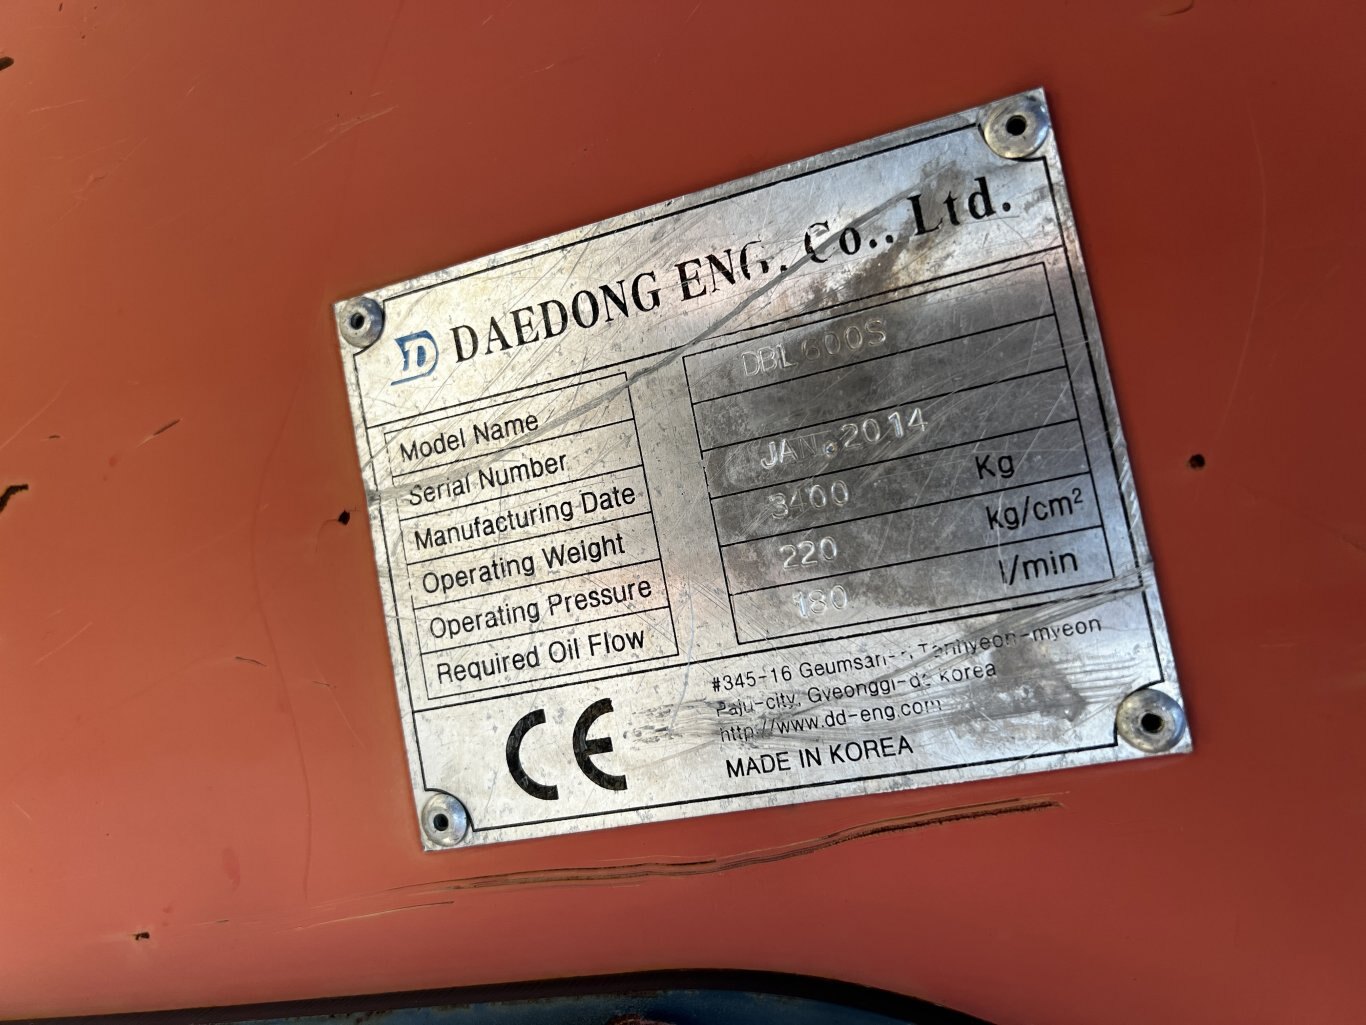 DAEDONG ENG. Co., Ltd.
Model Name DBL600S
Serial Number
Manufacturing Date JAN.2014
Operating Weight 3400 Kg
Operating Pressure 220 kg/cm²
Required Oil Flow 180 l/min
#345-16 Tanhyeon-myeon
Paju-city, Gyeonggi-do Korea
http://www.dd-eng.com
MADE IN KOREA
CE